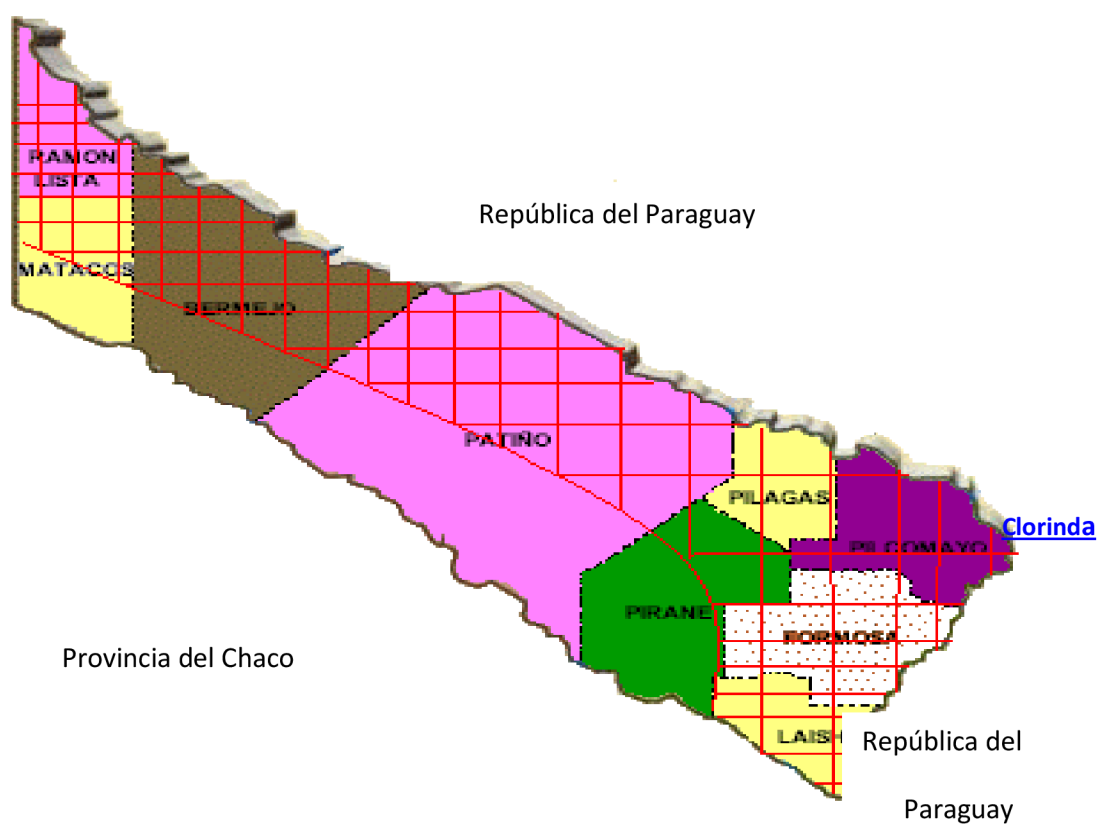 RAMON
LISTA
República del Paraguay
MATACOS
BERMEJO
PATIÑO
PILAGAS
Clorinda
PILCOMAYO
PIRANE
FORMOSA
Provincia del Chaco
LAISH
República del
Paraguay